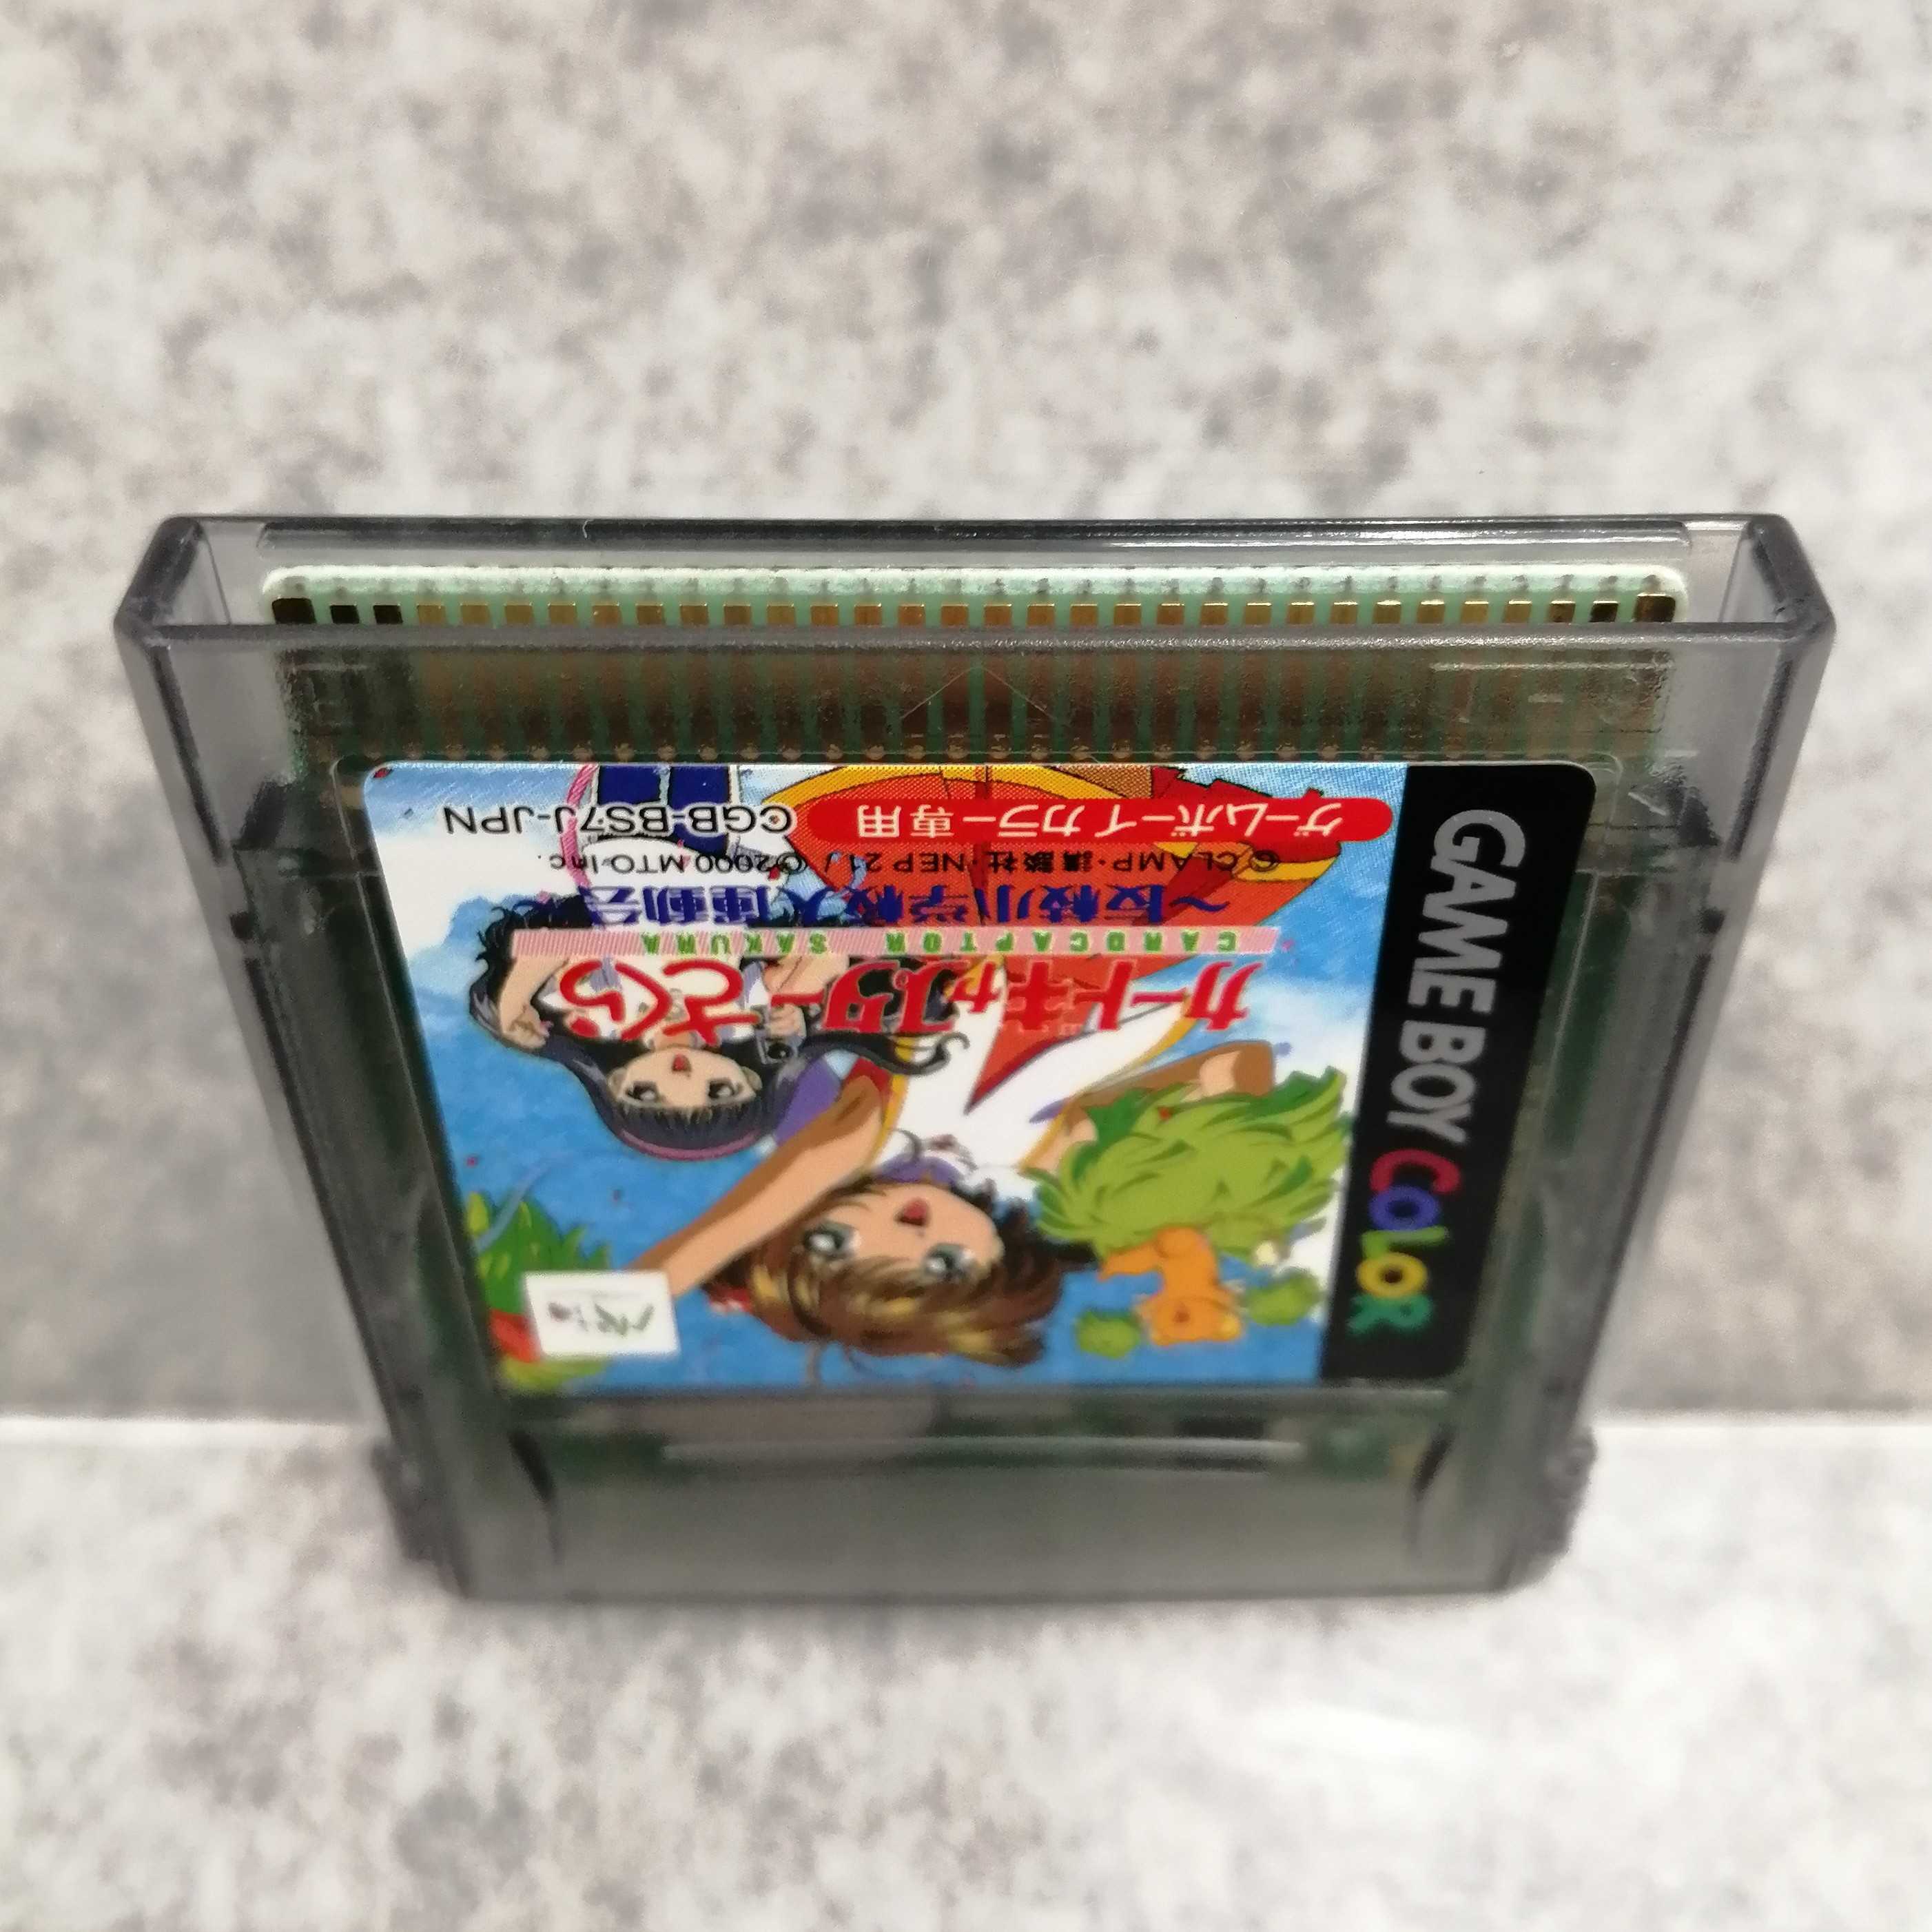 GAME BOY COLOR
カードキャプターさくら
CARDCAPTOR SAKURA
～友枝小学校大運動会～
©CLAMP・講談社・NEP21 / ©2000 MTO Inc.
ゲームボーイカラー専用
CGB-BS7J-JPN